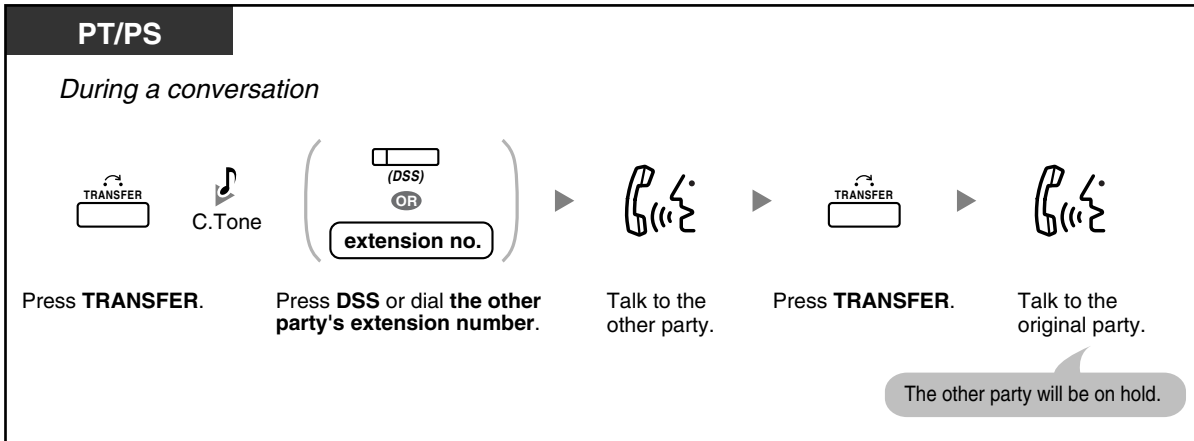 PT/PS
During a conversation
TRANSFER
C.Tone
(DSS)
OR
extension no.
TRANSFER
Press TRANSFER.
Press DSS or dial the other
party's extension number.
Talk to the
other party.
Press TRANSFER.
Talk to the
original party.
The other party will be on hold.